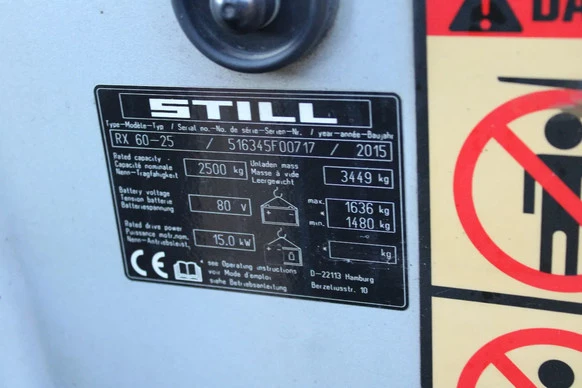 DA
STILL
Type-Modèle-Typ / Serial. no.-No. de série-Serien-Nr. / year-année-Baujahr
RX 60-25 / 516345F00717 / 2015
Rated capacity
Capacité nominale
Nenn-Tragfähigkeit
2500 kg
Unladen mass
Masse à vide
Leergewicht
3449 kg
Battery voltage
Tension batterie
Batteriespannung
80 V
max. 1636 kg
min. 1480 kg
Rated drive power
Puissance motr.nom.
Nenn-Antriebsleist.
15.0 kW
kg
CE
* see Operating instructions
voir Mode d'emploi
siehe Betriebsanleitung
D-22113 Hamburg
Berzeliusstr. 10